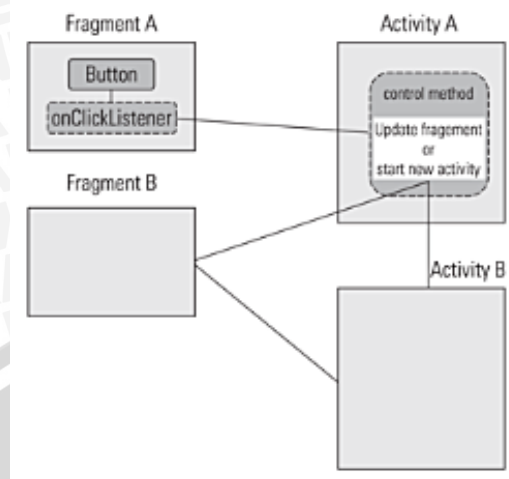 Fragment A
Activity A
Button
onClickListener
control method
Update fragement
or
start new activity
Fragment B
Activity B